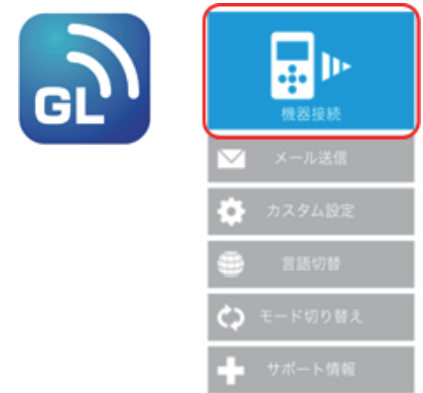 GL
機器接続
メール送信
カスタム設定
言語切替
モード切り替え
サポート情報